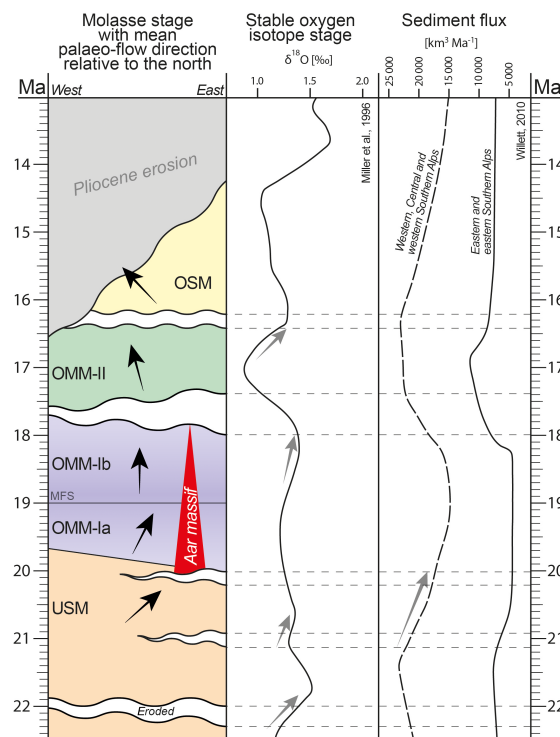 Molasse stage
with mean
palaeo-flow direction
relative to the north
Stable oxygen
isotope stage
δ18O [‰]
Sediment flux
[km³ Ma⁻¹]
Ma
West
East
1.0
1.5
2.0
25 000
20 000
15 000
10 000
5 000
Ma
14
15
16
17
18
19
20
21
22
Pliocene erosion
OSM
OMM-II
OMM-Ib
MFS
OMM-Ia
Aar massif
USM
Eroded
Miller et al., 1996
Western, Central and
western Southern Alps
Eastern and
eastern Southern Alps
Willett, 2010
14
15
16
17
18
19
20
21
22